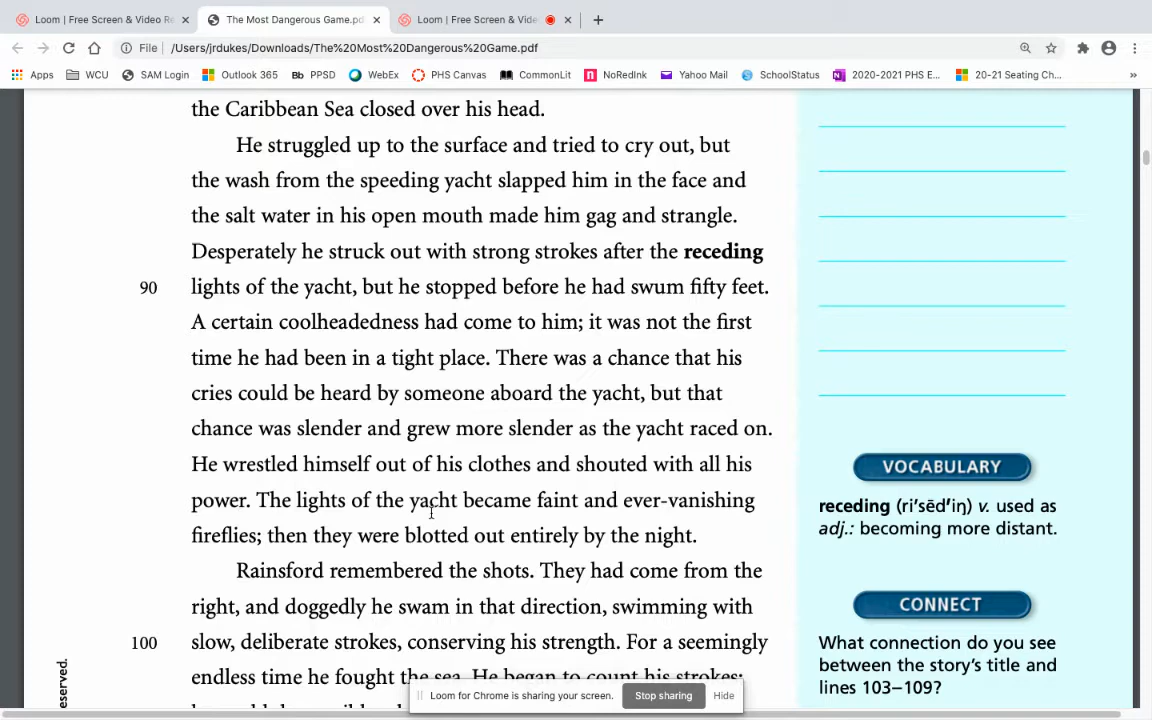 Loom | Free Screen & Video Re
The Most Dangerous Game.pd
Loom | Free Screen & Vide
File
/Users/jrdukes/Downloads/The%20Most%20Dangerous%20Game.pdf
Apps
WCU
SAM Login
Outlook 365
Bb PPSD
WebEx
PHS Canvas
CommonLit
NoRedInk
Yahoo Mail
SchoolStatus
2020-2021 PHS E...
20-21 Seating Ch...
»
the Caribbean Sea closed over his head.
He struggled up to the surface and tried to cry out, but
the wash from the speeding yacht slapped him in the face and
the salt water in his open mouth made him gag and strangle.
Desperately he struck out with strong strokes after the receding
90 lights of the yacht, but he stopped before he had swum fifty feet.
A certain coolheadedness had come to him; it was not the first
time he had been in a tight place. There was a chance that his
cries could be heard by someone aboard the yacht, but that
chance was slender and grew more slender as the yacht raced on.
He wrestled himself out of his clothes and shouted with all his
power. The lights of the yacht became faint and ever-vanishing
fireflies; then they were blotted out entirely by the night.
Rainsford remembered the shots. They had come from the
right, and doggedly he swam in that direction, swimming with
100 slow, deliberate strokes, conserving his strength. For a seemingly
endless time he fought the sea. He began to count his strokes;
VOCABULARY
receding (ri'sēd'iŋ) v. used as
adj.: becoming more distant.
CONNECT
What connection do you see
between the story's title and
lines 103–109?
eserved.
Loom for Chrome is sharing your screen.
Stop sharing
Hide